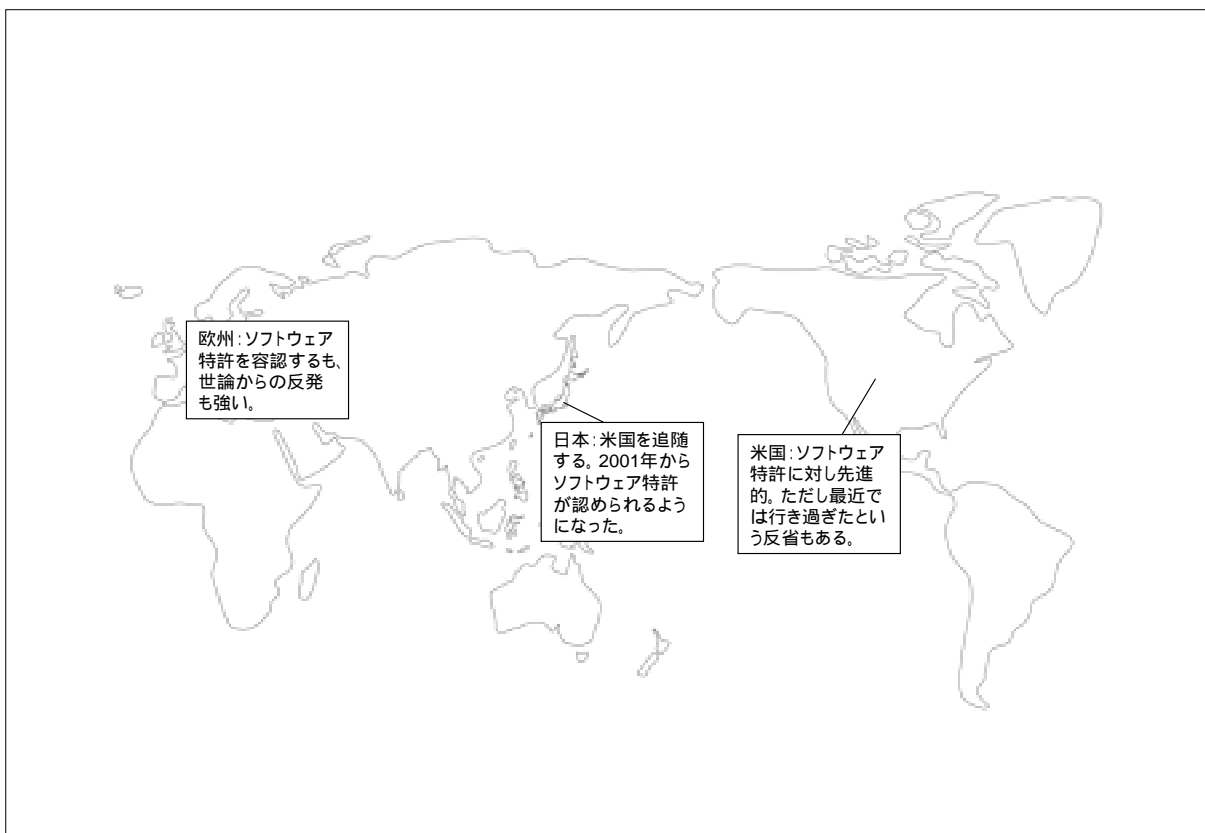 欧州：ソフトウェア
特許を容認するも、
世論からの反発
も強い。
日本：米国を追随
する。2001年から
ソフトウェア特許
が認められるよう
になった。
米国：ソフトウェア
特許に対し先進
的。ただし最近で
は行き過ぎたとい
う反省もある。